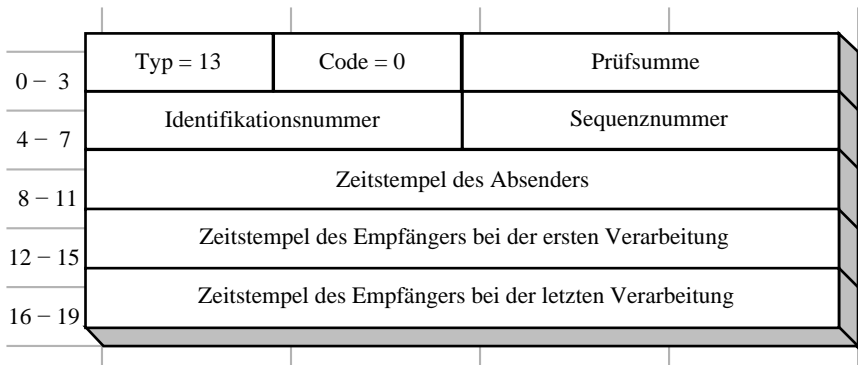 Typ = 13 Code = 0 Prüfsumme
0 − 3
Identifikationsnummer Sequenznummer
4 − 7
Zeitstempel des Absenders
8 − 11
Zeitstempel des Empfängers bei der ersten Verarbeitung
12 − 15
Zeitstempel des Empfängers bei der letzten Verarbeitung
16 − 19